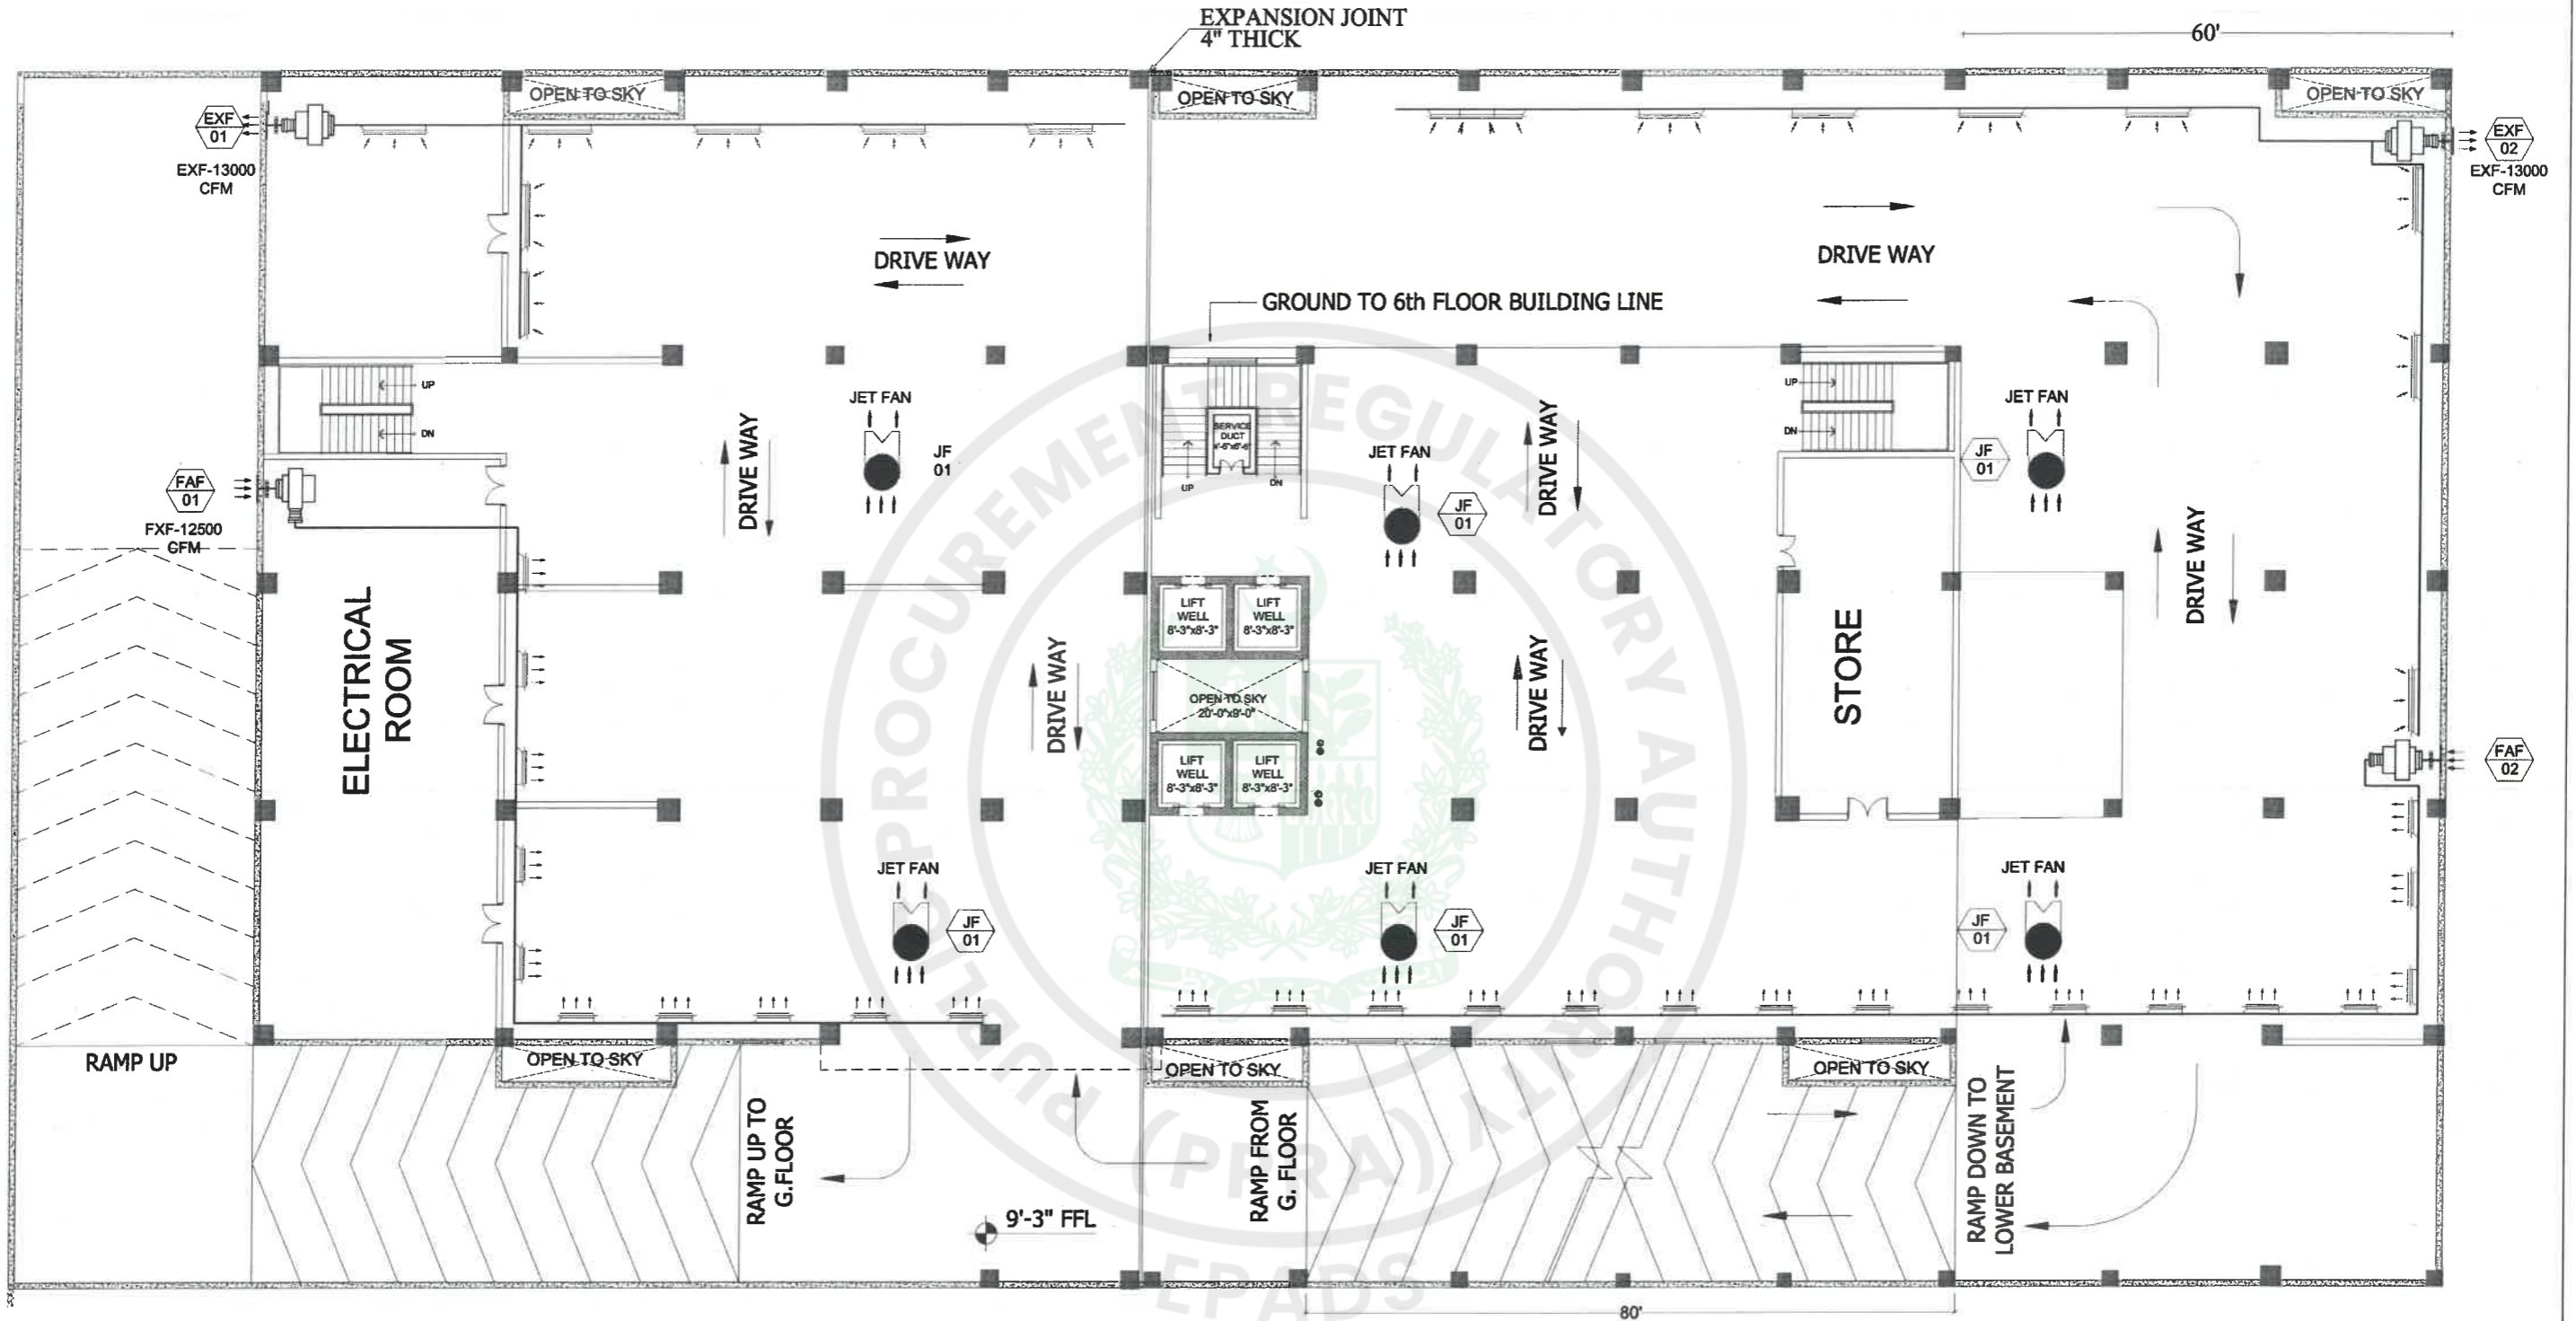 EXPANSION JOINT
4" THICK
60'
OPEN TO SKY
OPEN TO SKY
OPEN TO SKY
EXF
01
EXF-13000
CFM
EXF
02
EXF-13000
CFM
DRIVE WAY
DRIVE WAY
GROUND TO 6th FLOOR BUILDING LINE
UP
DN
JET FAN
JF
01
DRIVE WAY
SERVICE
DUCT
UP
DN
JET FAN
JF
01
DRIVE WAY
UP
DN
JET FAN
JF
01
DRIVE WAY
FAF
01
FXF-12500
CFM
ELECTRICAL
ROOM
LIFT
WELL
8'-3"x8'-3"
LIFT
WELL
8'-3"x8'-3"
DRIVE WAY
OPEN TO SKY
20'-0"x9'-0"
DRIVE WAY
STORE
LIFT
WELL
8'-3"x8'-3"
LIFT
WELL
8'-3"x8'-3"
FAF
02
JET FAN
JF
01
JET FAN
JF
01
JET FAN
JF
01
RAMP UP
OPEN TO SKY
OPEN TO SKY
OPEN TO SKY
RAMP UP TO
G.FLOOR
RAMP FROM
G. FLOOR
RAMP DOWN TO
LOWER BASEMENT
9'-3" FFL
80'
PUBLIC PROCUREMENT REGULATORY AUTHORITY
(PPRA)
EPADS